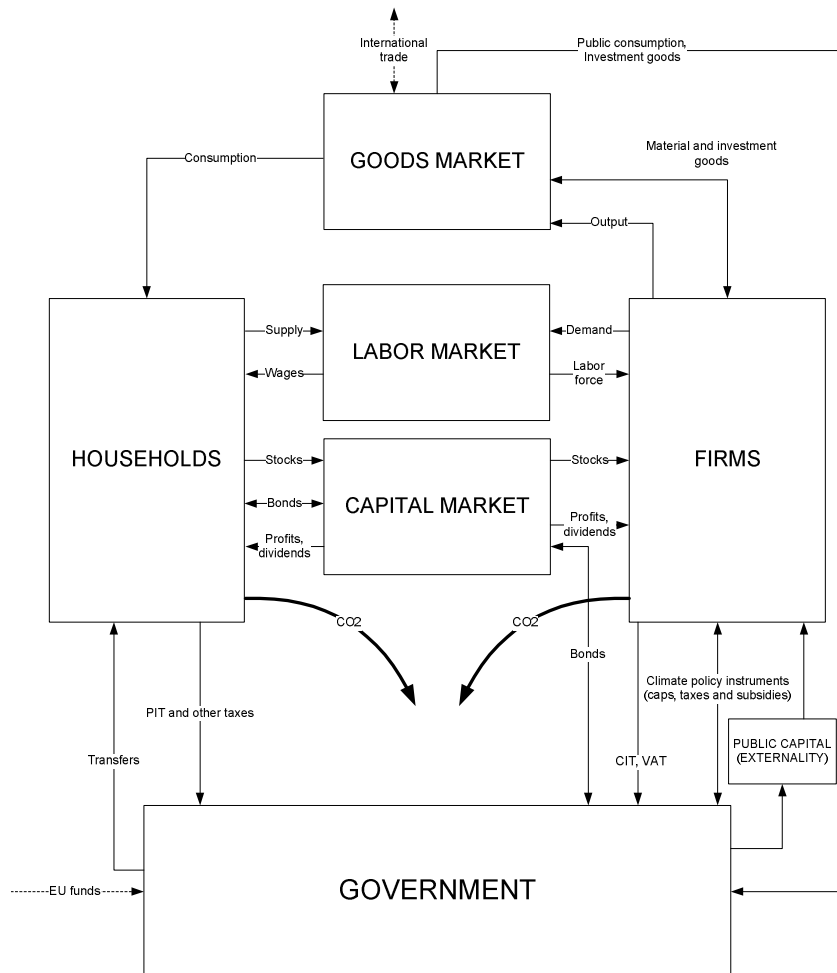 International
trade
Public consumption,
Investment goods
GOODS MARKET
Consumption
Material and investment
goods
Output
Supply
LABOR MARKET
Demand
Wages
Labor
force
HOUSEHOLDS
FIRMS
Stocks
Stocks
Bonds
CAPITAL MARKET
Profits,
dividends
Profits,
dividends
CO2
CO2
Bonds
PIT and other taxes
Climate policy instruments
(caps, taxes and subsidies)
Transfers
CIT, VAT
PUBLIC CAPITAL
(EXTERNALITY)
EU funds
GOVERNMENT